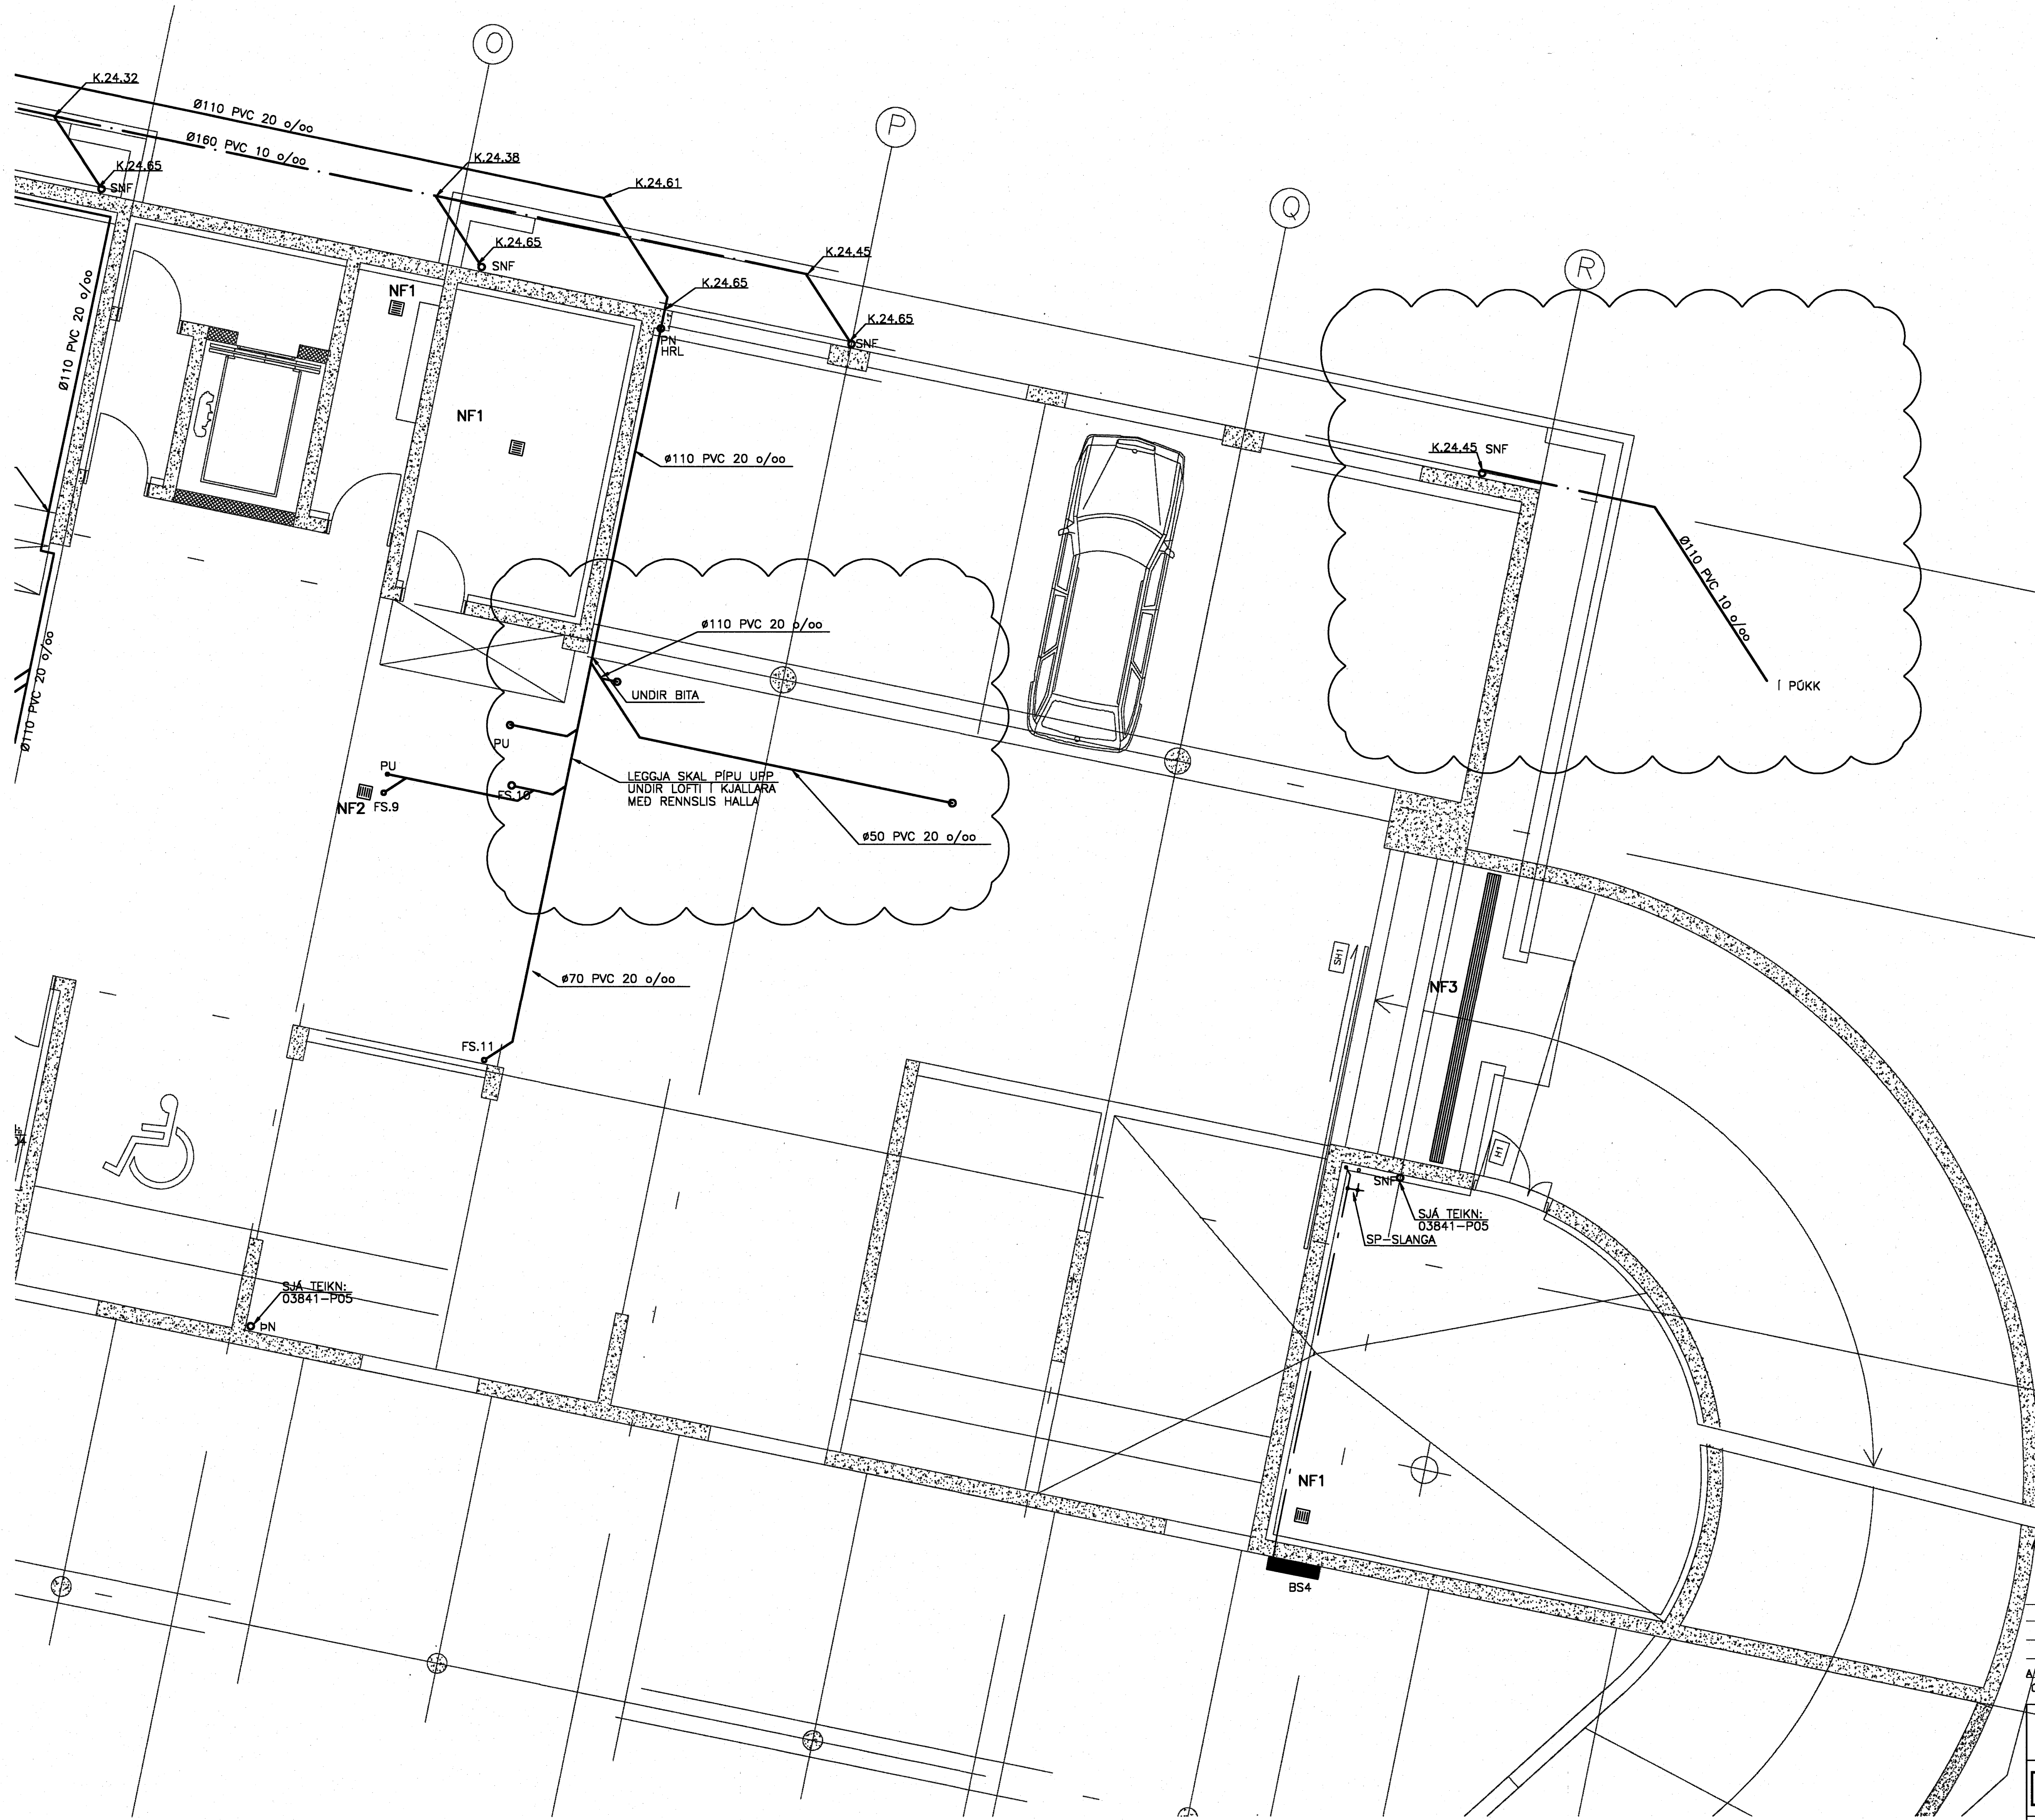 O
P
Q
R
K.24.32
Ø110 PVC 20 o/oo
Ø160 PVC 10 o/oo
K.24.38
K.24.65
SNF
K.24.61
K.24.65
SNF
K.24.45
K.24.65
K.24.65
SNF
ÞN
HRL
NF1
NF1
Ø110 PVC 20 o/oo
ø110 PVC 20 o/oo
K.24.45 SNF
Ø110 PVC 10 o/oo
Í PÚKK
Ø110 PVC 20 o/oo
ø110 PVC 20 o/oo
UNDIR BITA
PU
PU
FS.10
FS.9
NF2
LEGGJA SKAL PÍPU UPP
UNDIR LOFTI Í KJALLARA
MED RENNSLIS HALLA
ø50 PVC 20 o/oo
ø70 PVC 20 o/oo
SH1
NF3
FS.11
H1
SNF
SJÁ TEIKN:
03841-P05
SP-SLANGA
SJÁ TEIKN:
03841-P05
ÞN
NF1
BS4